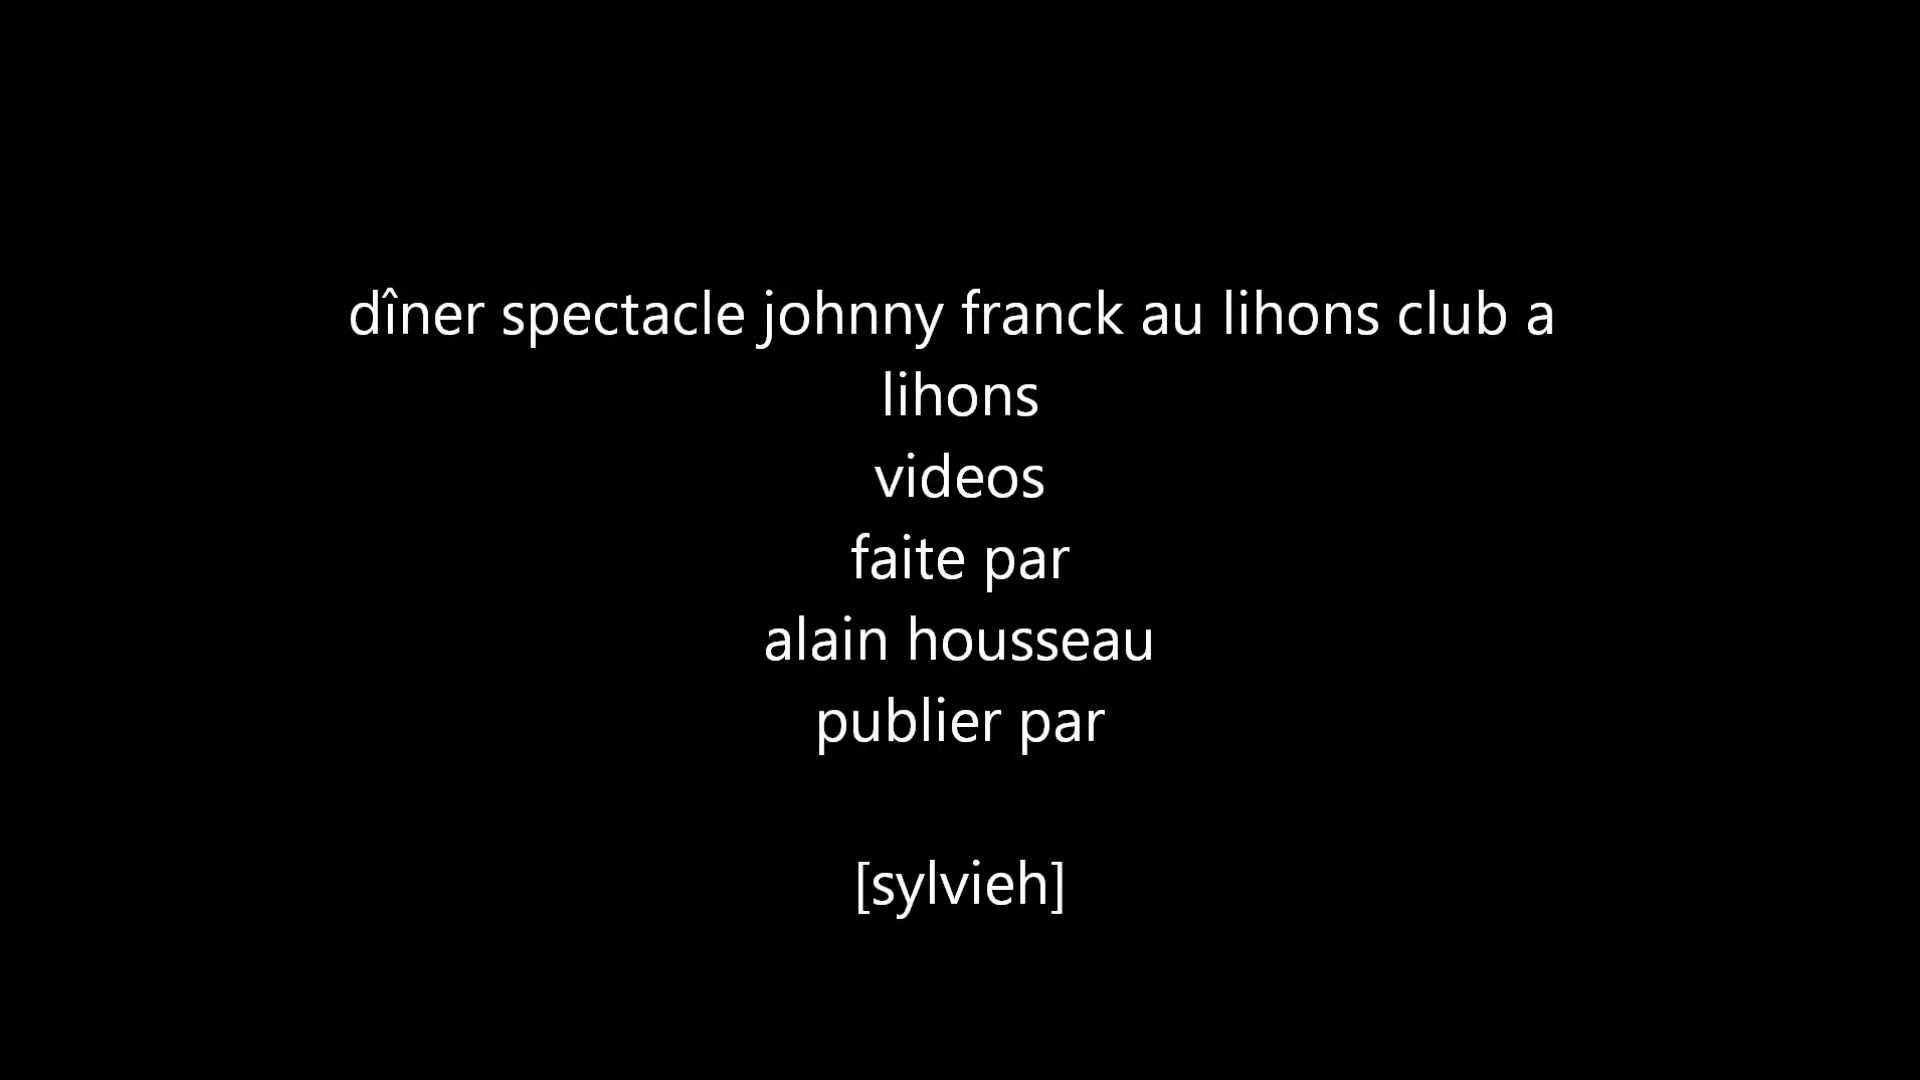 dîner spectacle johnny franck au lihons club a
lihons
videos
faite par
alain housseau
publier par
[sylvieh]